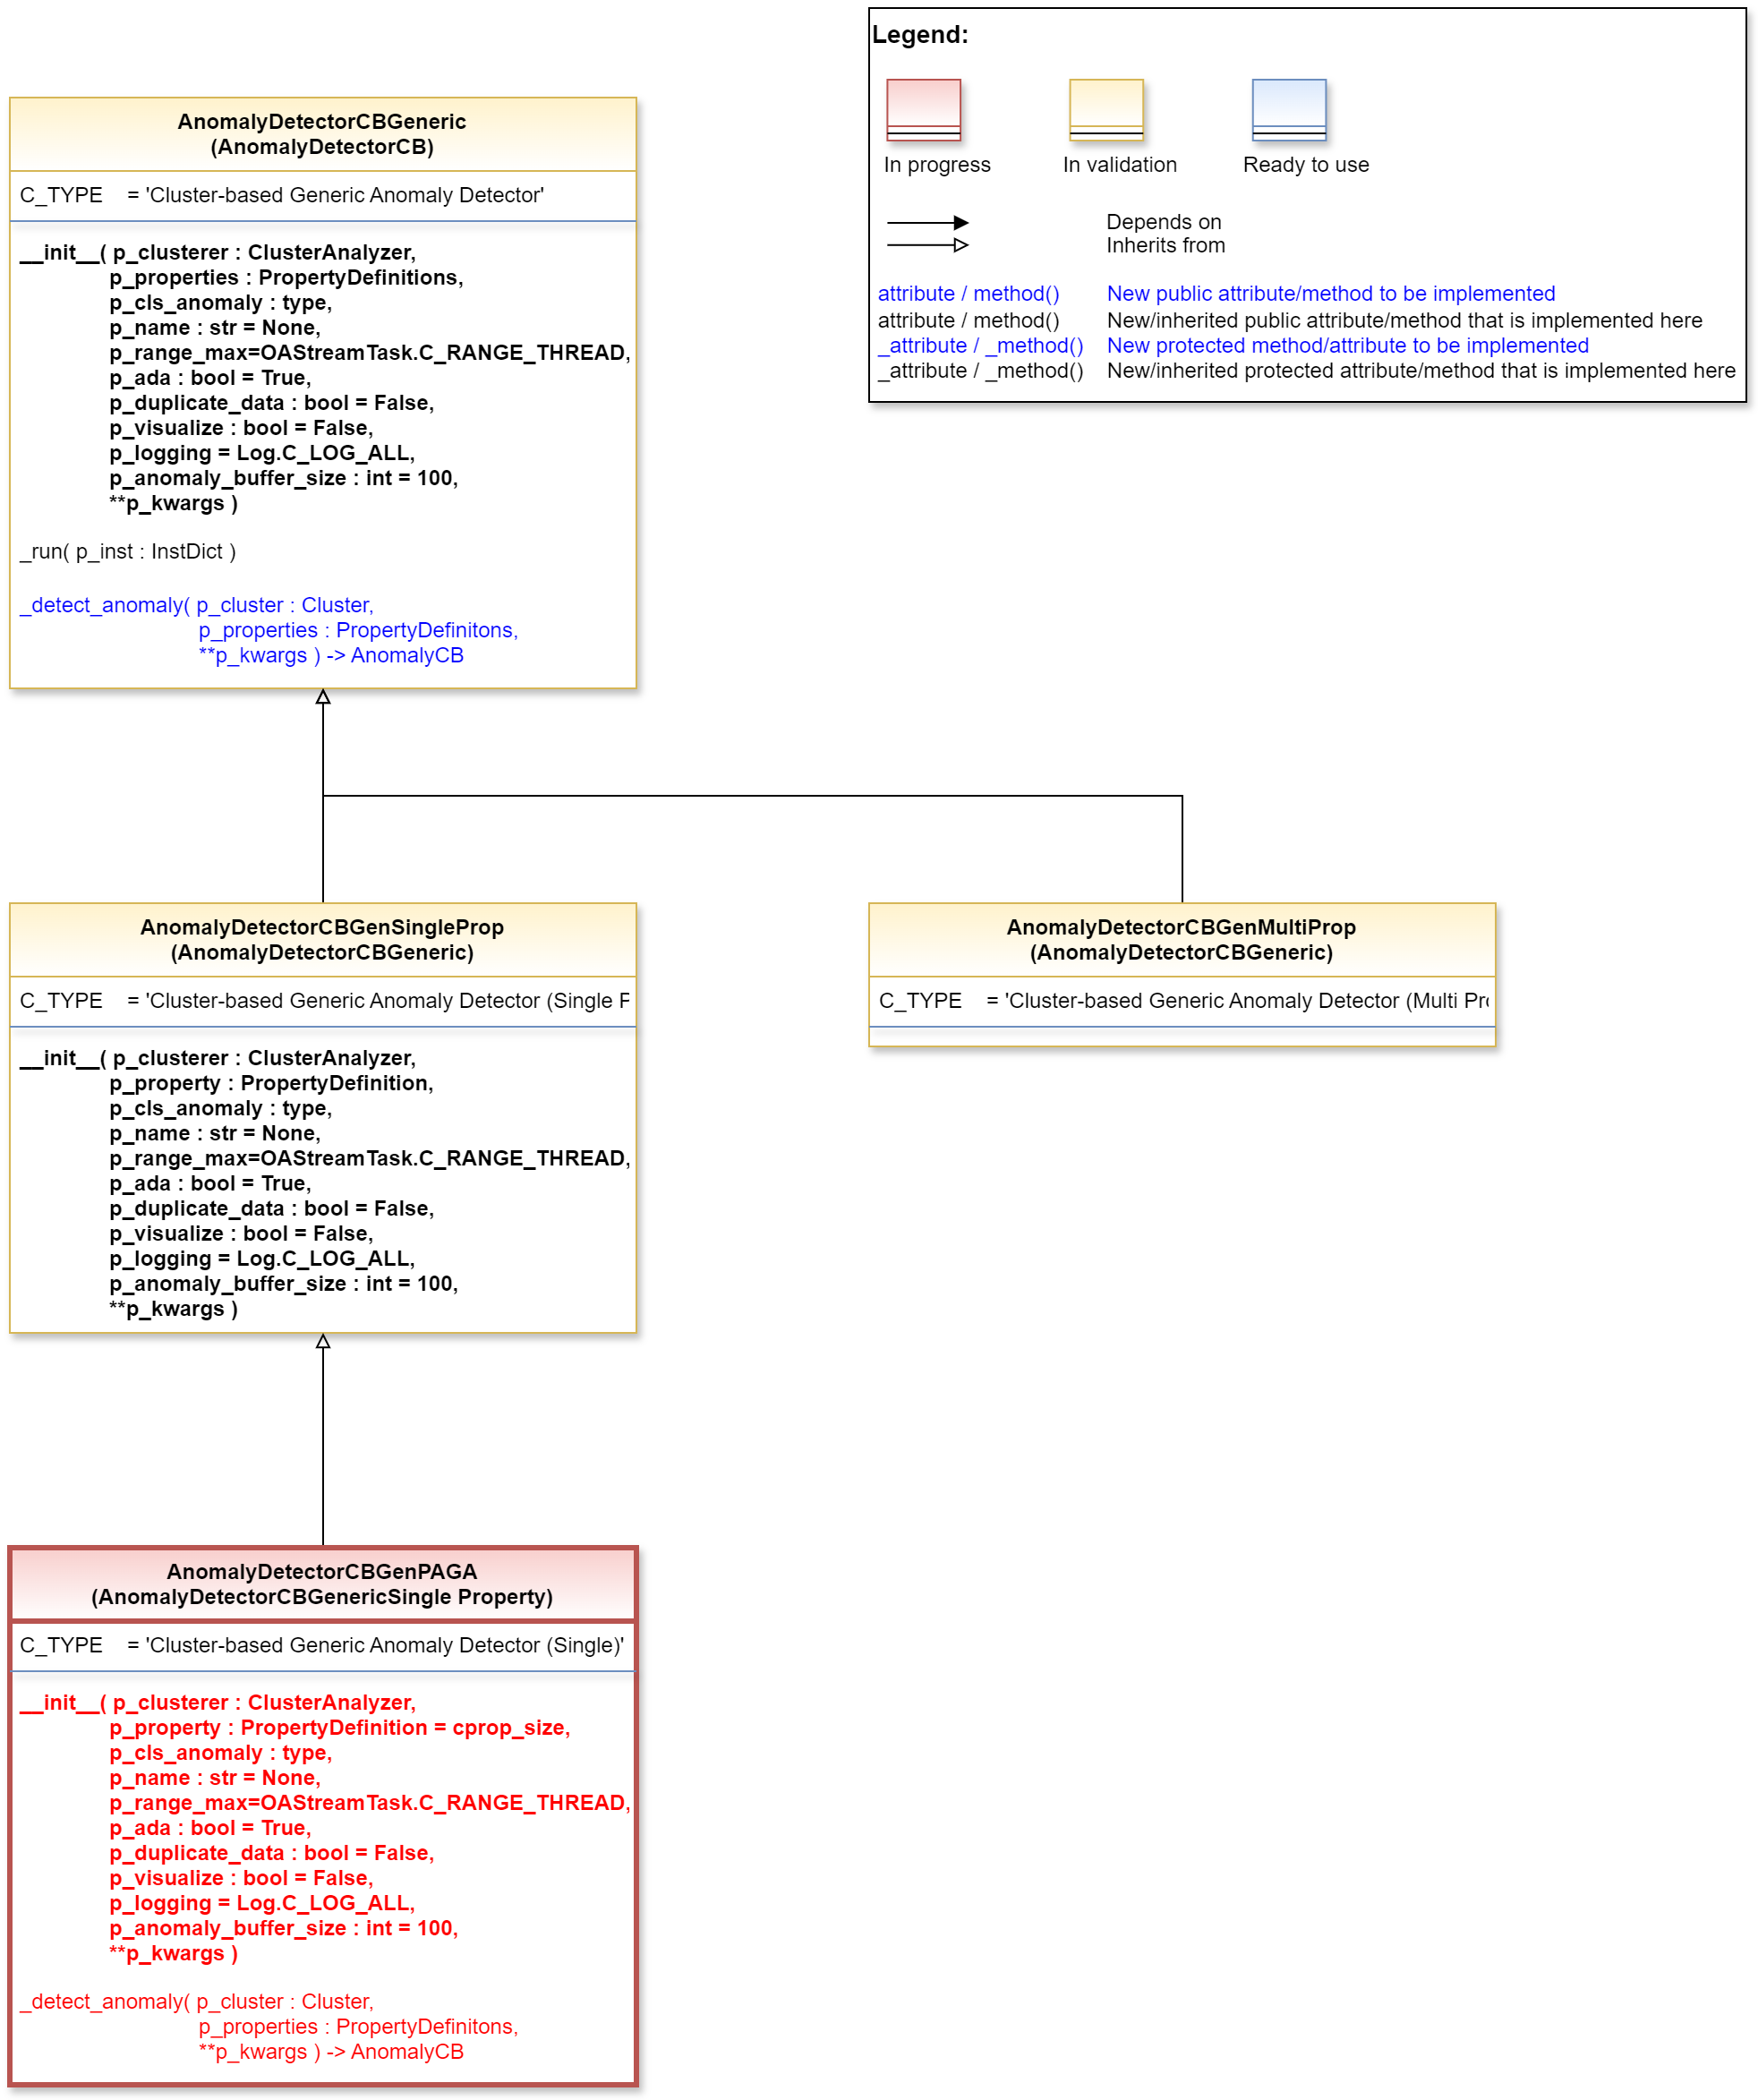 Legend:
In progress
In validation
Ready to use
Depends on
Inherits from
attribute / method() New public attribute/method to be implemented
attribute / method() New/inherited public attribute/method that is implemented here
_attribute / _method() New protected method/attribute to be implemented
_attribute / _method() New/inherited protected attribute/method that is implemented here
AnomalyDetectorCBGeneric
(AnomalyDetectorCB)
C_TYPE = 'Cluster-based Generic Anomaly Detector'
__init__( p_clusterer : ClusterAnalyzer,
p_properties : PropertyDefinitions,
p_cls_anomaly : type,
p_name : str = None,
p_range_max=OAStreamTask.C_RANGE_THREAD,
p_ada : bool = True,
p_duplicate_data : bool = False,
p_visualize : bool = False,
p_logging = Log.C_LOG_ALL,
p_anomaly_buffer_size : int = 100,
**p_kwargs )
_run( p_inst : InstDict )
_detect_anomaly( p_cluster : Cluster,
p_properties : PropertyDefinitons,
**p_kwargs ) -> AnomalyCB
AnomalyDetectorCBGenSingleProp
(AnomalyDetectorCBGeneric)
C_TYPE = 'Cluster-based Generic Anomaly Detector (Single
__init__( p_clusterer : ClusterAnalyzer,
p_property : PropertyDefinition,
p_cls_anomaly : type,
p_name : str = None,
p_range_max=OAStreamTask.C_RANGE_THREAD,
p_ada : bool = True,
p_duplicate_data : bool = False,
p_visualize : bool = False,
p_logging = Log.C_LOG_ALL,
p_anomaly_buffer_size : int = 100,
**p_kwargs )
AnomalyDetectorCBGenMultiProp
(AnomalyDetectorCBGeneric)
C_TYPE = 'Cluster-based Generic Anomaly Detector (Multi
AnomalyDetectorCBGenPAGA
(AnomalyDetectorCBGenericSingle Property)
C_TYPE = 'Cluster-based Generic Anomaly Detector (Single)'
__init__( p_clusterer : ClusterAnalyzer,
p_property : PropertyDefinition = cprop_size,
p_cls_anomaly : type,
p_name : str = None,
p_range_max=OAStreamTask.C_RANGE_THREAD,
p_ada : bool = True,
p_duplicate_data : bool = False,
p_visualize : bool = False,
p_logging = Log.C_LOG_ALL,
p_anomaly_buffer_size : int = 100,
**p_kwargs )
_detect_anomaly( p_cluster : Cluster,
p_properties : PropertyDefinitons,
**p_kwargs ) -> AnomalyCB